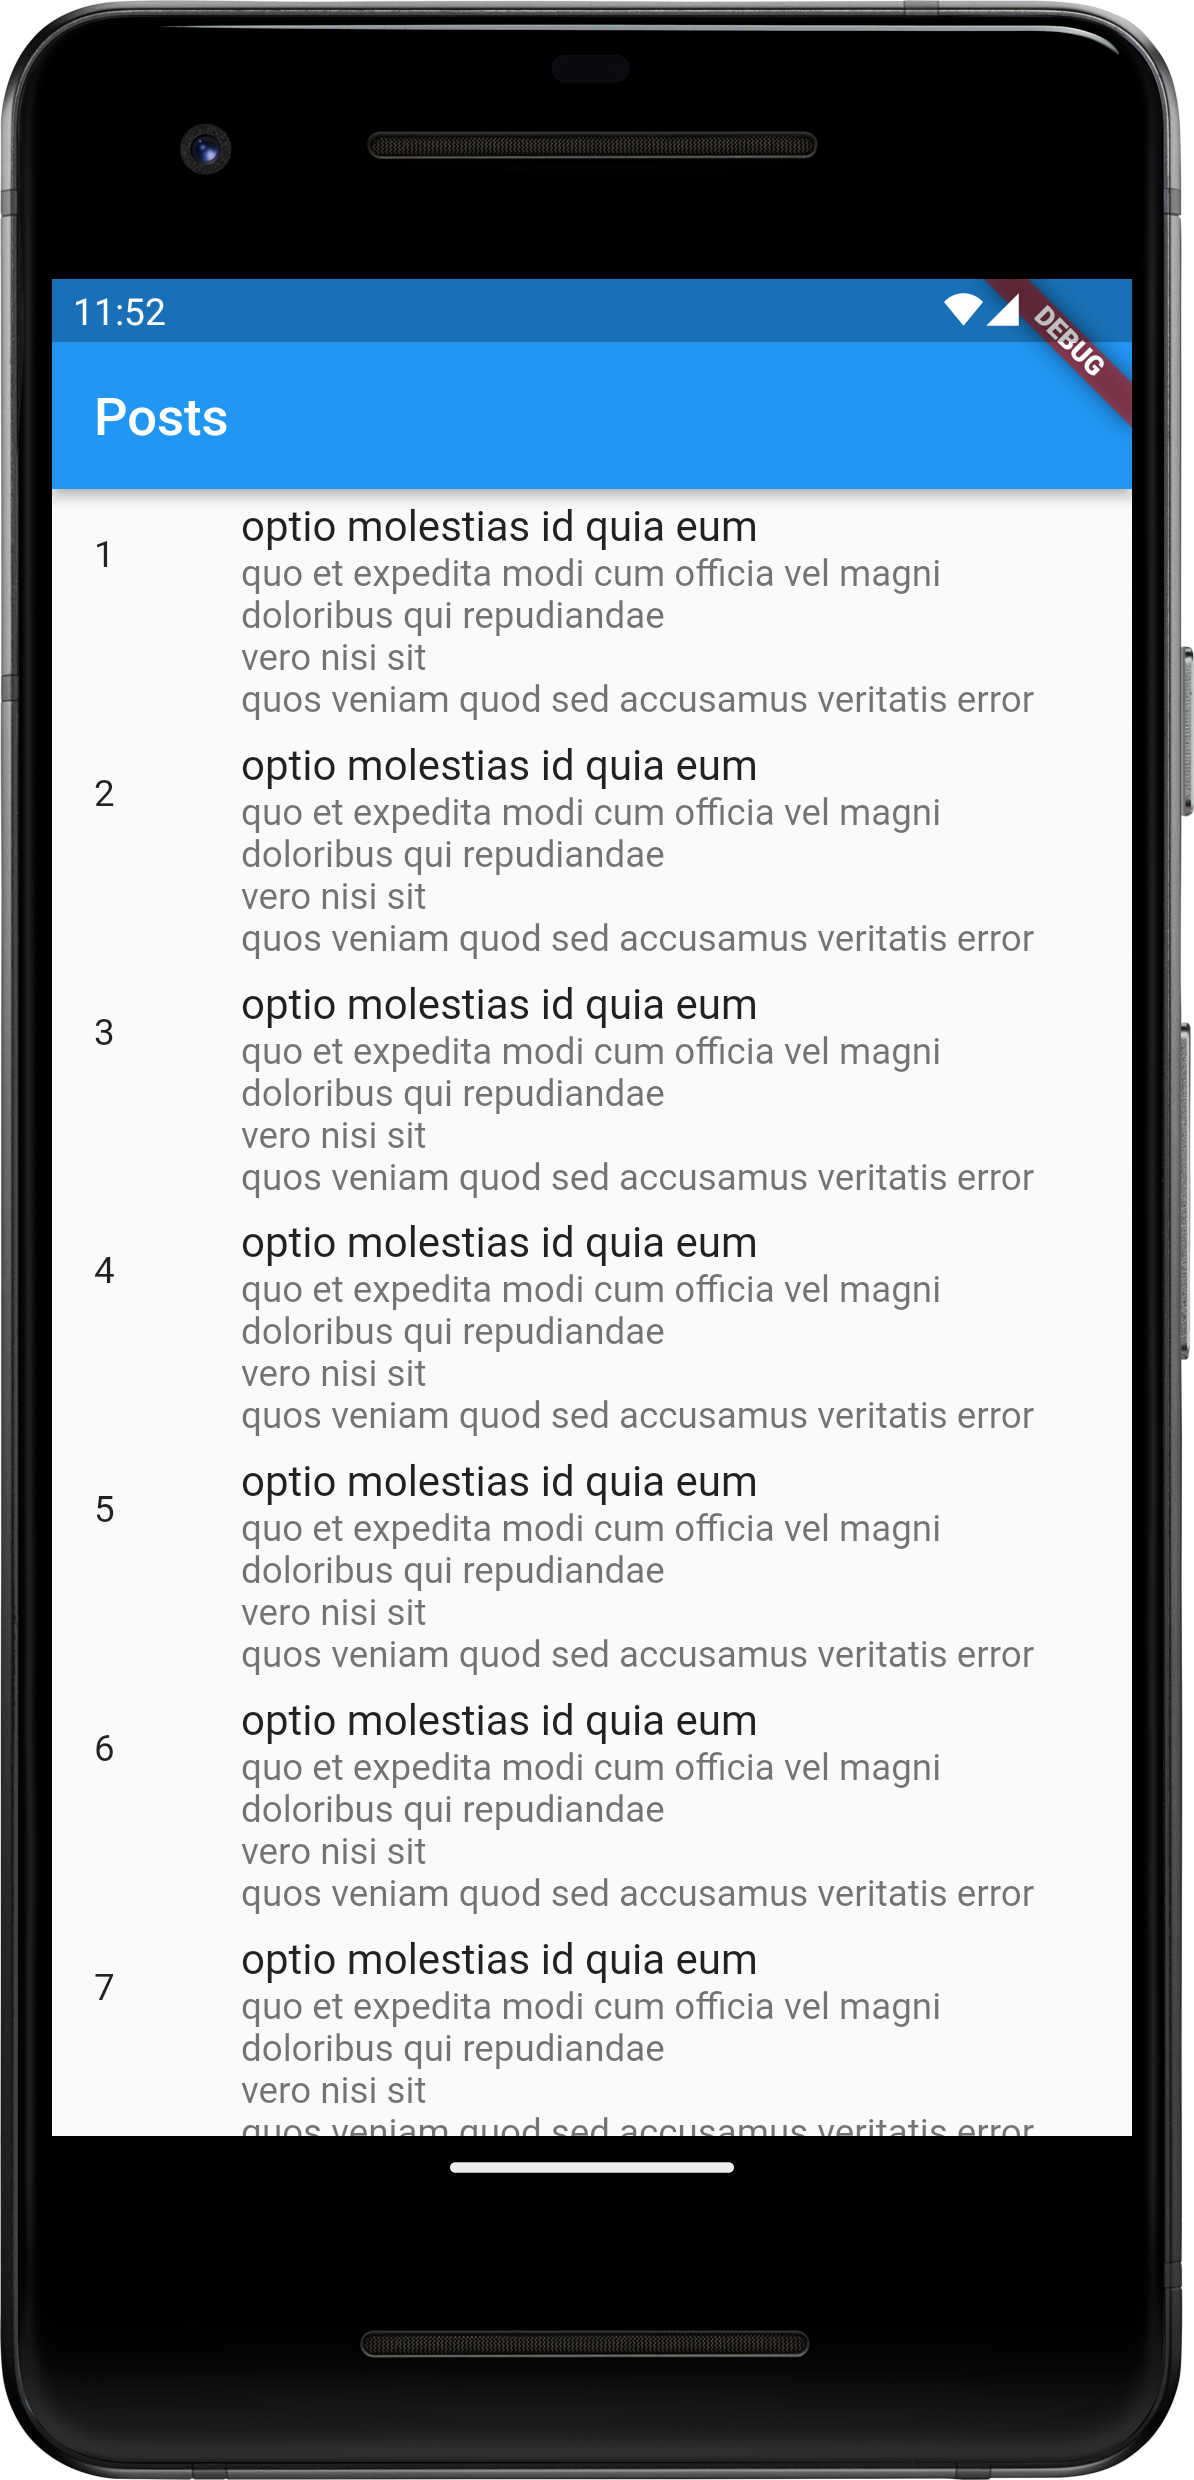 11:52
DEBUG
Posts
1
optio molestias id quia eum
quo et expedita modi cum officia vel magni
doloribus qui repudiandae
vero nisi sit
quos veniam quod sed accusamus veritatis error
2
optio molestias id quia eum
quo et expedita modi cum officia vel magni
doloribus qui repudiandae
vero nisi sit
quos veniam quod sed accusamus veritatis error
3
optio molestias id quia eum
quo et expedita modi cum officia vel magni
doloribus qui repudiandae
vero nisi sit
quos veniam quod sed accusamus veritatis error
4
optio molestias id quia eum
quo et expedita modi cum officia vel magni
doloribus qui repudiandae
vero nisi sit
quos veniam quod sed accusamus veritatis error
5
optio molestias id quia eum
quo et expedita modi cum officia vel magni
doloribus qui repudiandae
vero nisi sit
quos veniam quod sed accusamus veritatis error
6
optio molestias id quia eum
quo et expedita modi cum officia vel magni
doloribus qui repudiandae
vero nisi sit
quos veniam quod sed accusamus veritatis error
7
optio molestias id quia eum
quo et expedita modi cum officia vel magni
doloribus qui repudiandae
vero nisi sit
quos veniam quod sed accusamus veritatis error